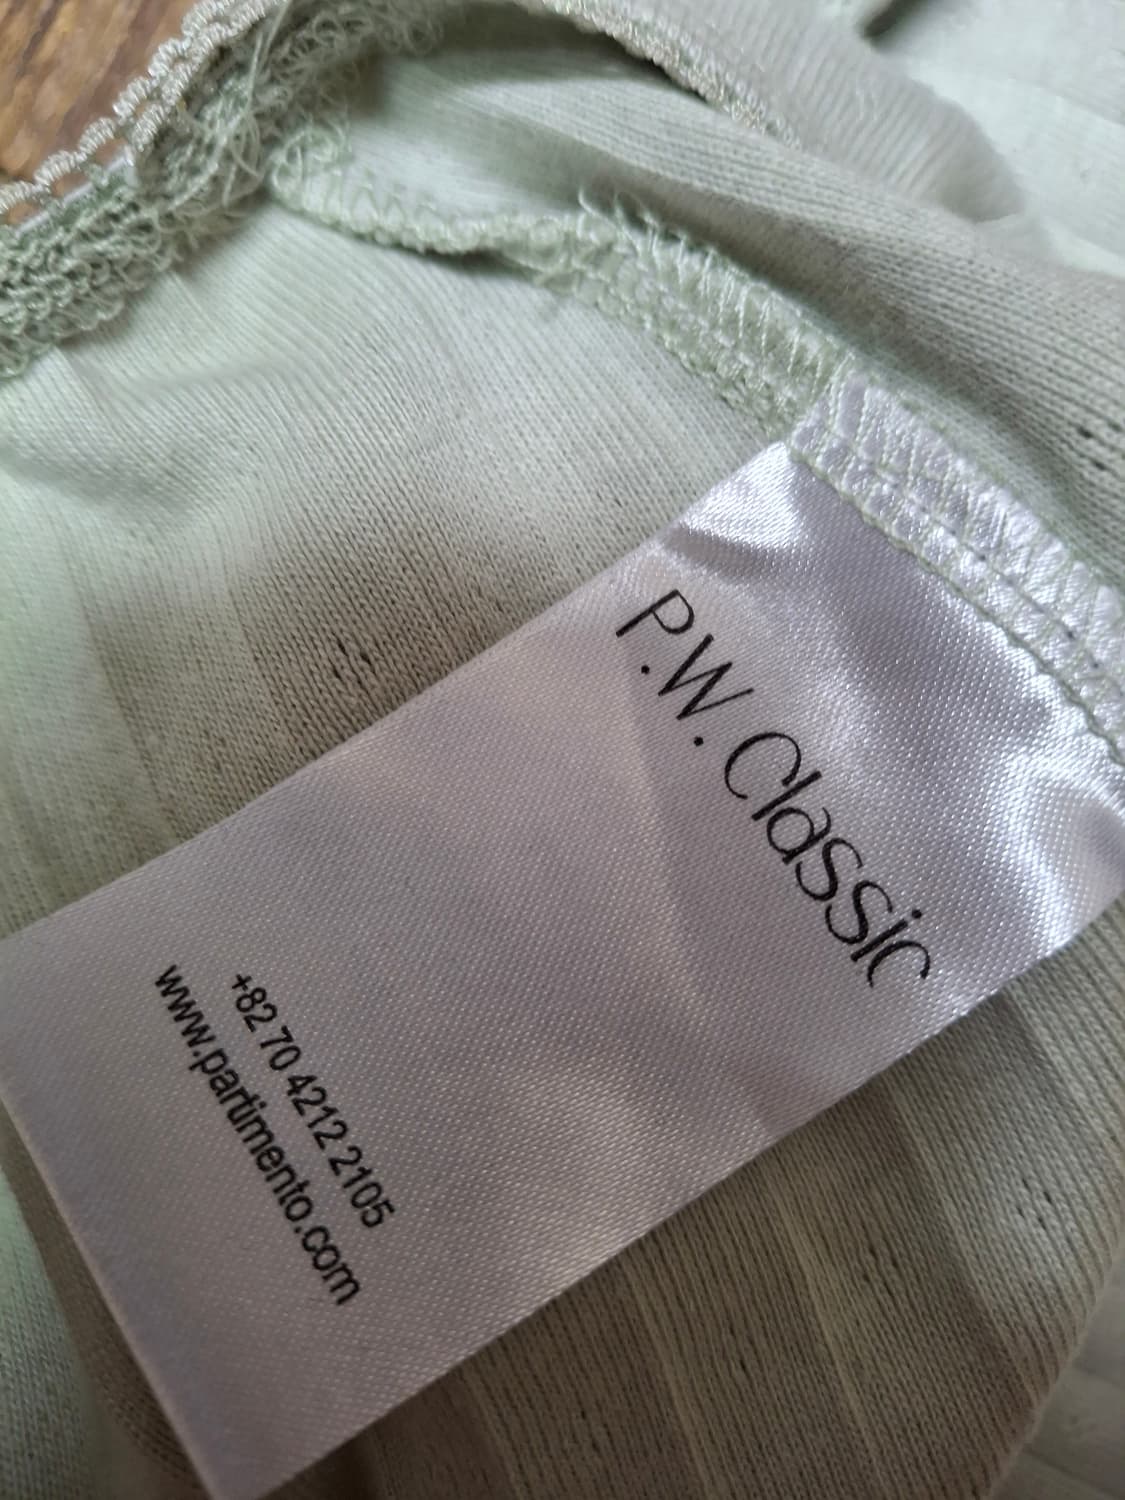 P.W. Classic
+82 70 4212 2105
www.partimento.com